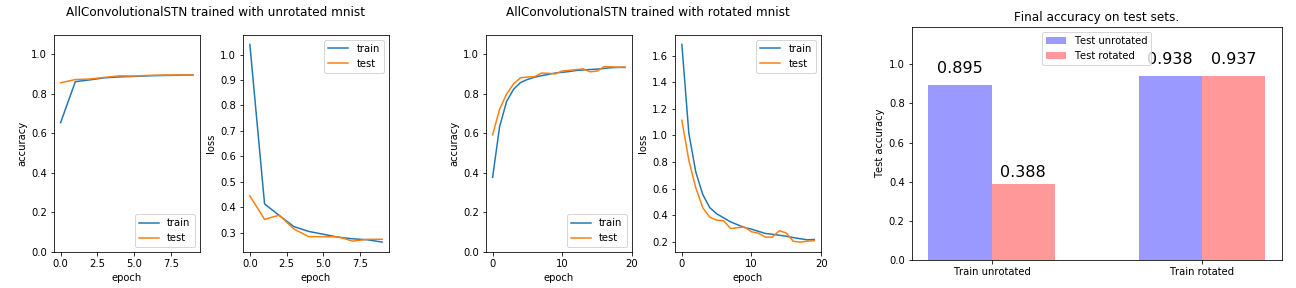 AllConvolutionalSTN trained with unrotated mnist
accuracy
1.0
0.8
0.6
0.4
0.2
0.0
0.0 2.5 5.0 7.5
epoch
train
test
loss
1.0
0.9
0.8
0.7
0.6
0.5
0.4
0.3
0.0 2.5 5.0 7.5
epoch
train
test
AllConvolutionalSTN trained with rotated mnist
accuracy
1.0
0.8
0.6
0.4
0.2
0.0
0 10 20
epoch
train
test
loss
1.6
1.4
1.2
1.0
0.8
0.6
0.4
0.2
0 10 20
epoch
train
test
Final accuracy on test sets.
Test unrotated
Test rotated
Test accuracy
1.0
0.8
0.6
0.4
0.2
0.0
0.895
0.388
0.938
0.937
Train unrotated
Train rotated